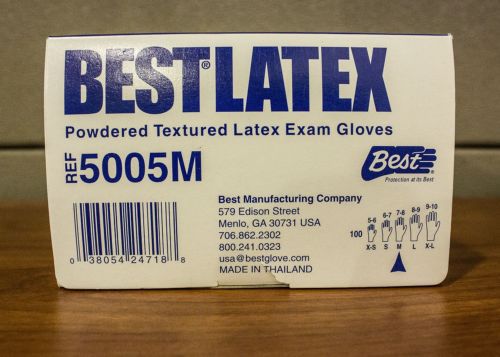 BEST®LATEX
Powdered Textured Latex Exam Gloves
REF 5005M
Best®
Protection at its Best
Best Manufacturing Company
579 Edison Street
Menlo, GA 30731 USA
706.862.2302
800.241.0323
usa@bestglove.com
MADE IN THAILAND
0 38054 24718 8
5-6 6-7 7-8 8-9 9-10
100
X-S S M L X-L